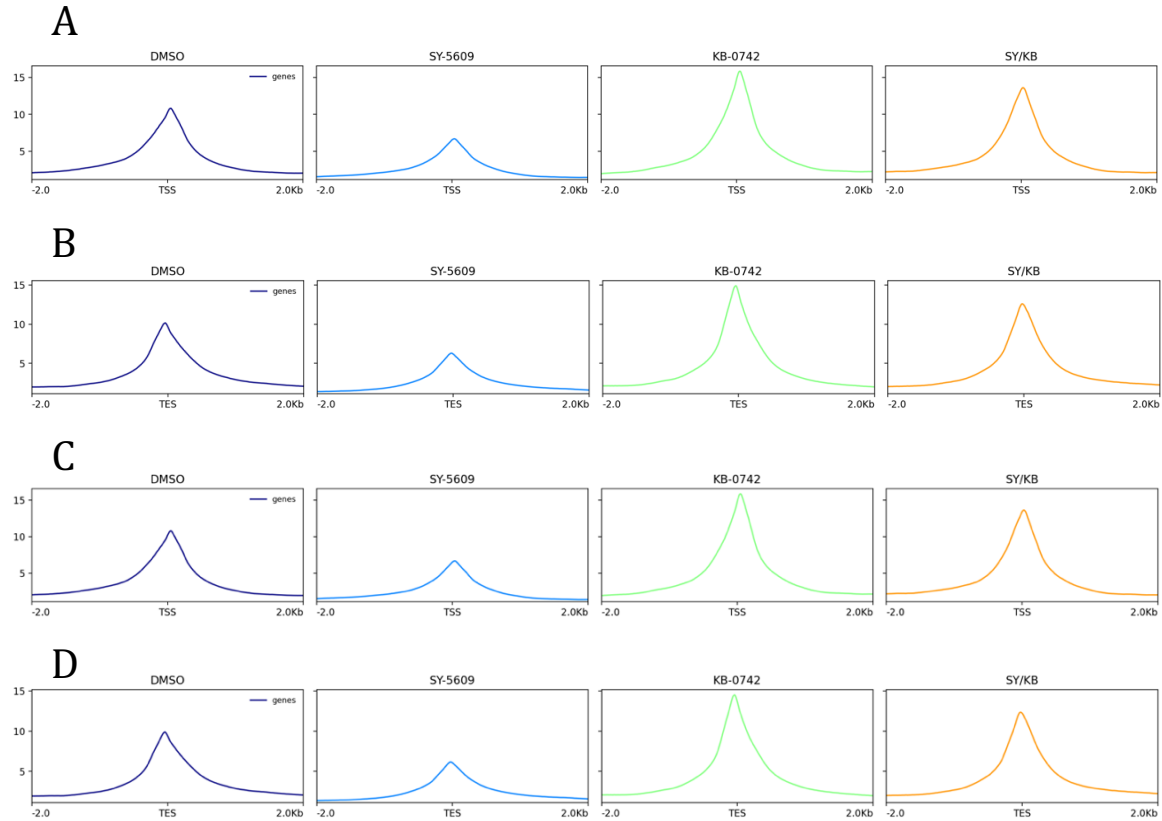 A
DMSO SY-5609 KB-0742 SY/KB
15
genes
10
5
-2.0 TSS 2.0Kb -2.0 TSS 2.0Kb -2.0 TSS 2.0Kb -2.0 TSS 2.0Kb
B
DMSO SY-5609 KB-0742 SY/KB
15
genes
10
5
-2.0 TES 2.0Kb -2.0 TES 2.0Kb -2.0 TES 2.0Kb -2.0 TES 2.0Kb
C
DMSO SY-5609 KB-0742 SY/KB
15
genes
10
5
-2.0 TSS 2.0Kb -2.0 TSS 2.0Kb -2.0 TSS 2.0Kb -2.0 TSS 2.0Kb
D
DMSO SY-5609 KB-0742 SY/KB
15
genes
10
5
-2.0 TES 2.0Kb -2.0 TES 2.0Kb -2.0 TES 2.0Kb -2.0 TES 2.0Kb